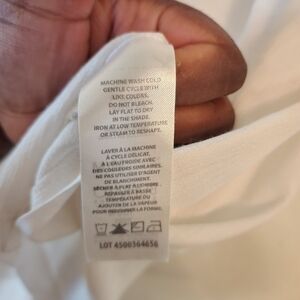 MACHINE WASH COLD
GENTLE CYCLE WITH
LIKE COLORS.
DO NOT BLEACH.
LAY FLAT TO DRY
IN THE SHADE.
IRON AT LOW TEMPERATURE
OR STEAM TO RESHAPE.
LAVER À LA MACHINE
À CYCLE DÉLICAT,
À L'EAU FROIDE AVEC
DES COULEURS SIMILAIRES.
NE PAS UTILISER D'AGENT
DE BLANCHIMENT.
SÉCHER À PLAT À L'OMBRE.
REPASSER À BASSE
TEMPÉRATURE OU
AJOUTER DE LA VAPEUR
POUR REDONNER LA FORME.
LOT 4500364656